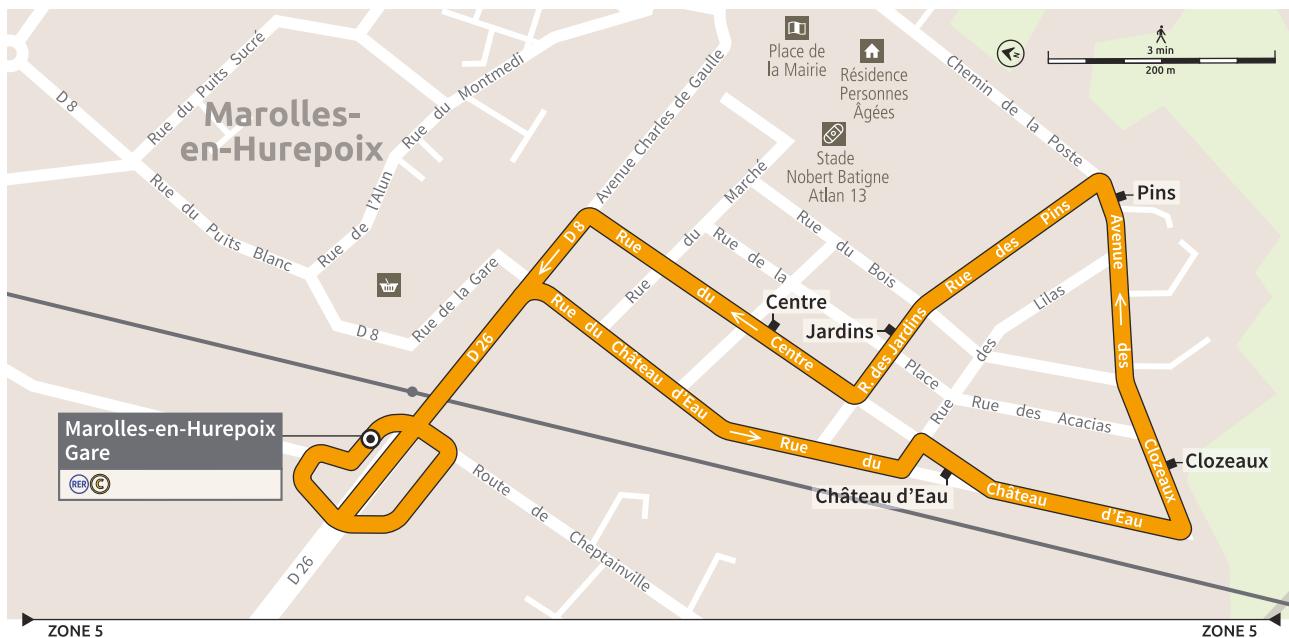 Marolles-
en-Hurepoix
D 8
Rue du Puits Sucré
Rue du Montmedi
Rue de l'Alun
Rue du Puits Blanc
D 8
Rue de la Gare
Avenue Charles de Gaulle
Place de
la Mairie
Résidence
Personnes
Âgées
Stade
Nobert Batigne
Atlan 13
Chemin de la Poste
N
3 min
200 m
Pins
Rue des Pins
Avenue des Clozeaux
Rue du Marché
Rue du Bois
Rue de la Place
Rue des Lilas
Rue des Acacias
D 8
Rue du Centre
Centre
Jardins
R. des Jardins
D 26
Rue du Château d'Eau
Rue du Château d'Eau
Château d'Eau
Clozeaux
Marolles-en-Hurepoix
Gare
RER C
Route de Cheptainville
D 26
ZONE 5
ZONE 5